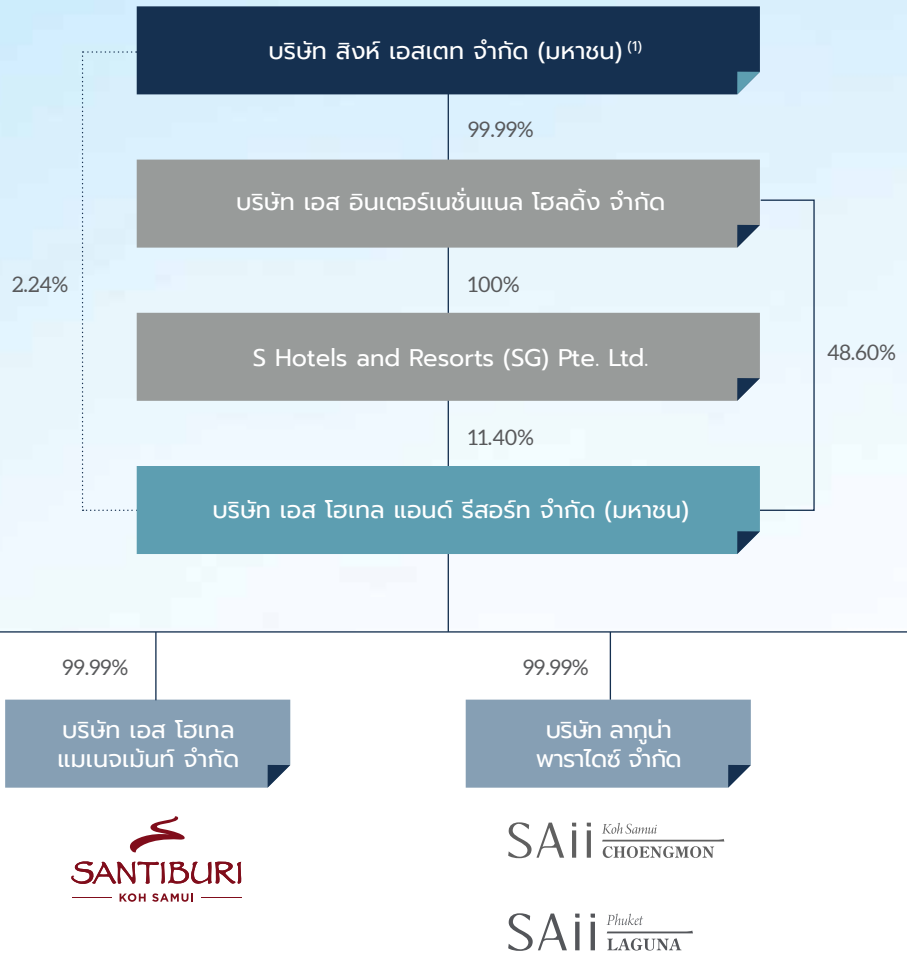 บริษัท สิงห์ เอสเตท จำกัด (มหาชน) (1)
99.99%
บริษัท เอส อินเตอร์เนชั่นแนล โฮลดิ้ง จำกัด
2.24%
100%
S Hotels and Resorts (SG) Pte. Ltd.
48.60%
11.40%
บริษัท เอส โฮเทล แอนด์ รีสอร์ท จำกัด (มหาชน)
99.99%
บริษัท เอส โฮเทล
แมเนจเม้นท์ จำกัด
SANTIBURI
KOH SAMUI
99.99%
บริษัท ลากูน่า
พาราไดซ์ จำกัด
SAii Koh Samui
CHOENGMON
SAii Phuket
LAGUNA